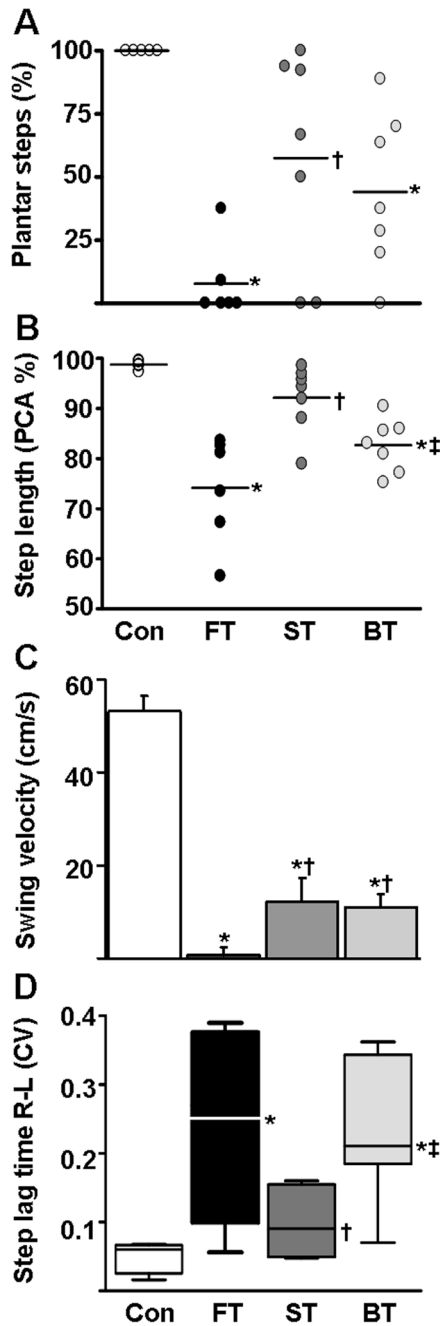 A
Plantar steps (%)
100
75
50
25
*
†
*
B
Step length (PCA %)
100
90
80
70
60
50
*
†
*‡
Con FT ST BT
C
Swing velocity (cm/s)
60
40
20
*
*†
*†
D
Step lag time R-L (CV)
0.4
0.3
0.2
0.1
*
†
*‡
Con FT ST BT